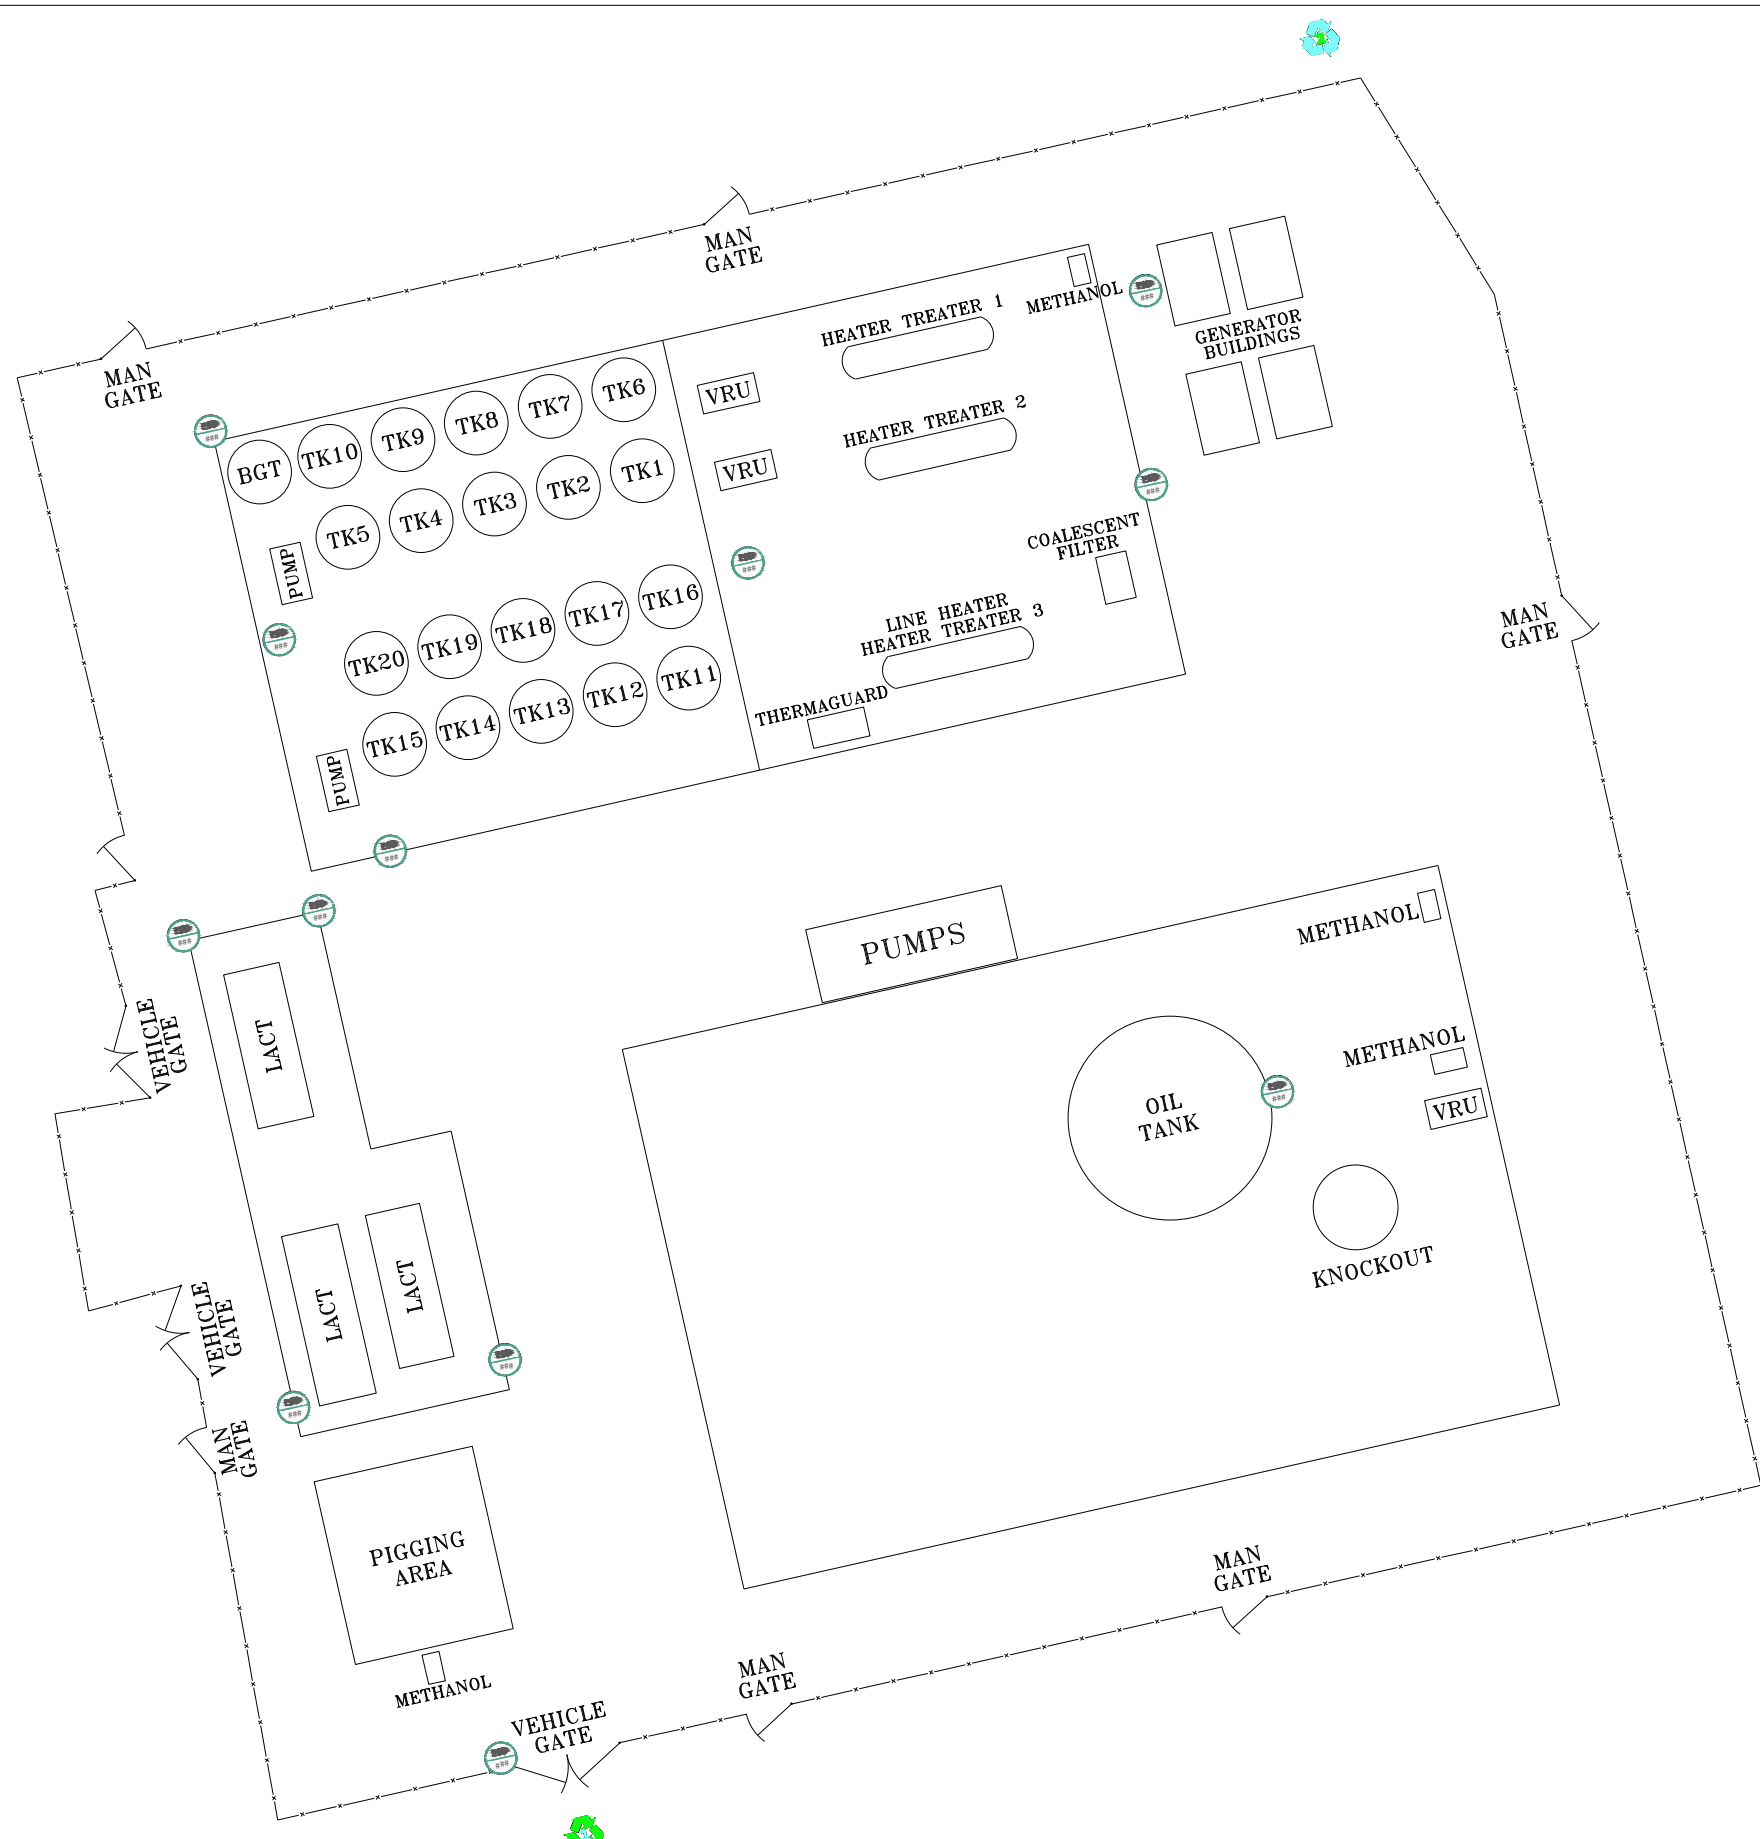 MAN
GATE
MAN
GATE
METHANOL
HEATER TREATER 1
GENERATOR
BUILDINGS
TK6
TK7
TK8
TK9
TK10
BGT
VRU
HEATER TREATER 2
TK1
TK2
TK3
TK4
TK5
VRU
PUMP
COALESCENT
FILTER
###
###
###
###
###
LINE HEATER
HEATER TREATER 3
TK16
TK17
TK18
TK19
TK20
MAN
GATE
TK11
TK12
TK13
TK14
TK15
THERMAGUARD
PUMP
###
###
###
PUMPS
METHANOL
VEHICLE
GATE
LACT
METHANOL
VRU
OIL
TANK
###
KNOCKOUT
VEHICLE
GATE
LACT
LACT
###
###
MAN
GATE
PIGGING
AREA
METHANOL
MAN
GATE
MAN
GATE
VEHICLE
GATE
###